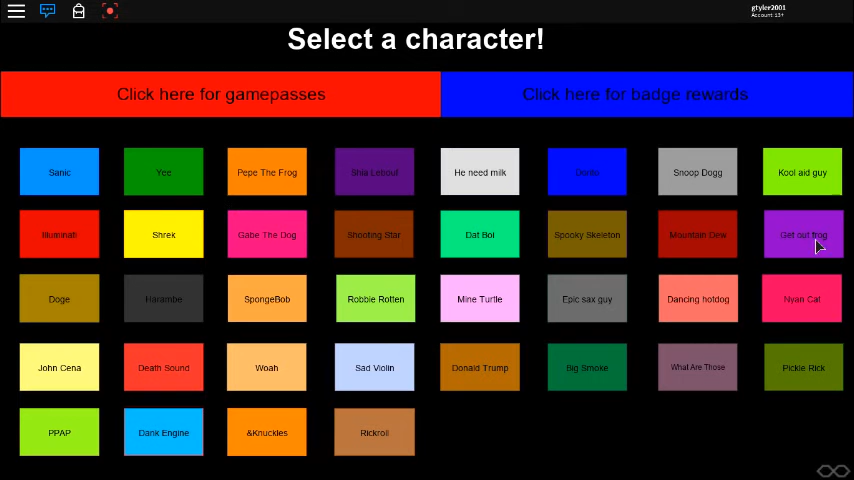 gtyler2001
Account: 13+
Select a character!
Click here for gamepasses
Click here for badge rewards
Sanic
Yee
Pepe The Frog
Shia Lebouf
He need milk
Dorito
Snoop Dogg
Kool aid guy
Illuminati
Shrek
Gabe The Dog
Shooting Star
Dat Boi
Spooky Skeleton
Mountain Dew
Get out frog
Doge
Harambe
SpongeBob
Robbie Rotten
Mine Turtle
Epic sax guy
Dancing hotdog
Nyan Cat
John Cena
Death Sound
Woah
Sad Violin
Donald Trump
Big Smoke
What Are Those
Pickle Rick
PPAP
Dank Engine
&Knuckles
Rickroll